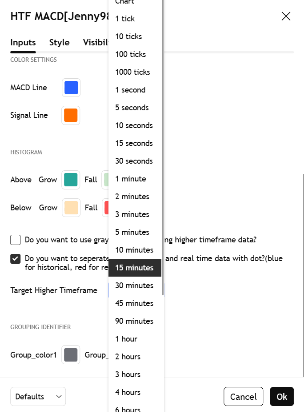 HTF MACD[Jenny98
Inputs Style Visibil
COLOR SETTINGS
MACD Line
Signal Line
HISTOGRAM
Above Grow Fall
Below Grow Fall
Do you want to use gray
ng higher timeframe data?
Do you want to seperate
and real time data with dot?(blue
for historical, red for re
Target Higher Timeframe
GROUPING IDENTIFIER
Group_color1 Group_
Defaults Cancel Ok
Chart
1 tick
10 ticks
100 ticks
1000 ticks
1 second
5 seconds
10 seconds
15 seconds
30 seconds
1 minute
2 minutes
3 minutes
5 minutes
10 minutes
15 minutes
30 minutes
45 minutes
90 minutes
1 hour
2 hours
3 hours
4 hours
6 hours